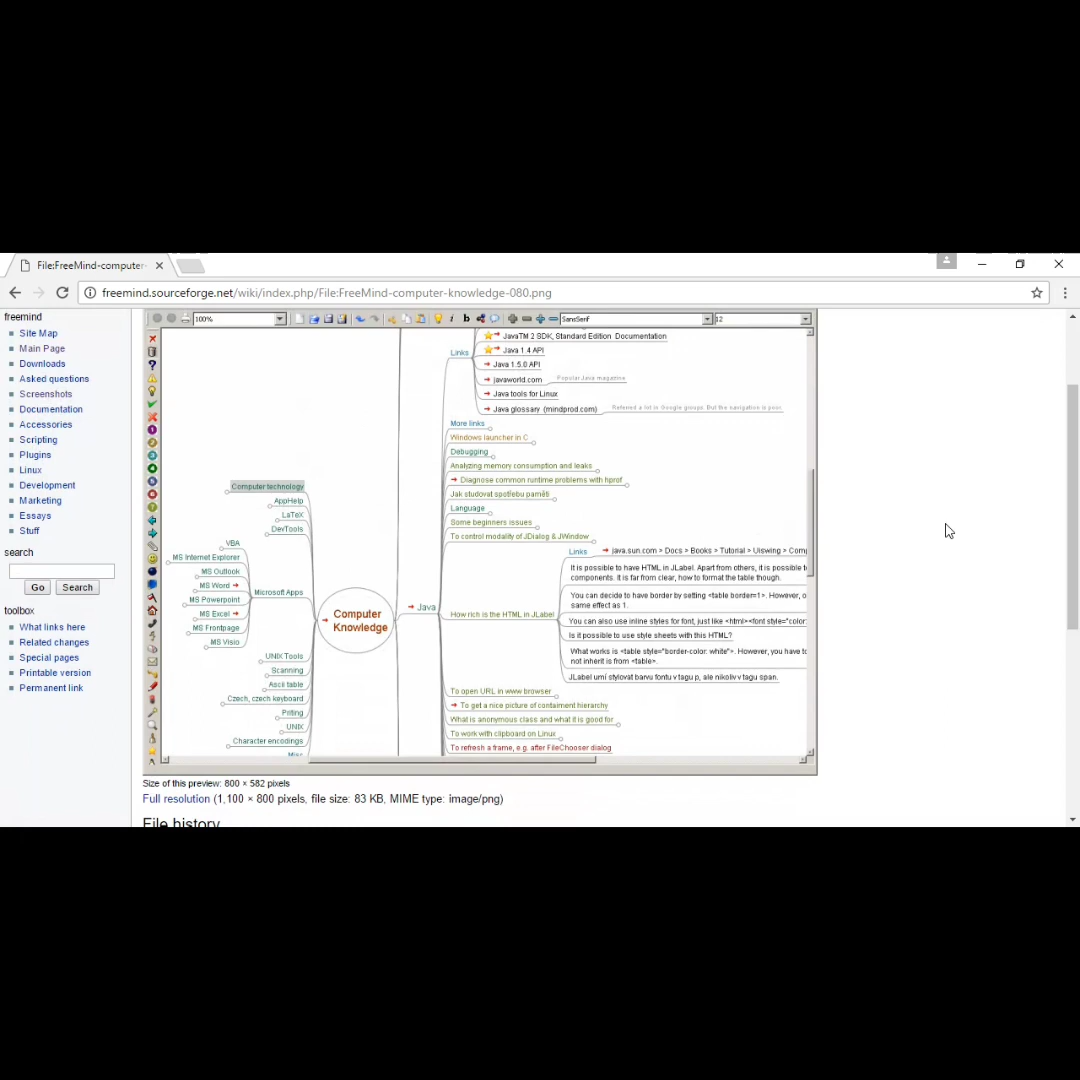 File:FreeMind-computer-
freemind.sourceforge.net/wiki/index.php/File:FreeMind-computer-knowledge-080.png
freemind
Site Map
Main Page
Downloads
Asked questions
Screenshots
Documentation
Accessories
Scripting
Plugins
Linux
Development
Marketing
Essays
Stuff
search
Go Search
toolbox
What links here
Related changes
Special pages
Printable version
Permanent link
100%
SansSerif
12
Computer technology
AppHelp
LaTeX
DevTools
VBA
MS Internet Explorer
MS Outlook
MS Word
MS Powerpoint
MS Excel
MS Frontpage
MS Visio
Microsoft Apps
UNIX Tools
Scanning
Ascii table
Czech, czech keyboard
Priting
UNIX
Character encodings
Misc
Computer
Knowledge
Java
Links
JavaTM 2 SDK, Standard Edition Documentation
Java 1.4 API
Java 1.5.0 API
javaworld.com Popular Java magazine
Java tools for Linux
Java glossary (mindprod.com) Referred a lot in Google groups. But the navigation is poor.
More links
Windows launcher in C
Debugging
Analyzing memory consumption and leaks
Diagnose common runtime problems with hprof
Jak studovat spotřebu paměti
Language
Some beginners issues
To control modality of JDialog & JWindow
How rich is the HTML in JLabel
Links java.sun.com > Docs > Books > Tutorial > Uiswing > Comp
It is possible to have HTML in JLabel. Apart from others, it is possible t
components. It is far from clear, how to format the table though.
You can decide to have border by setting <table border=1>. However, o
same effect as 1.
You can also use inline styles for font, just like <html><font style="color:
Is it possible to use style sheets with this HTML?
What works is <table style="border-color: white">. However, you have to
not inherit is from <table>.
JLabel umí stylovat barvu fontu v tagu p, ale nikoliv v tagu span.
To open URL in www browser
To get a nice picture of contaiment hierarchy
What is anonymous class and what it is good for
To work with clipboard on Linux
To refresh a frame, e.g. after FileChooser dialog
Size of this preview: 800 × 582 pixels
Full resolution (1,100 × 800 pixels, file size: 83 KB, MIME type: image/png)
File history